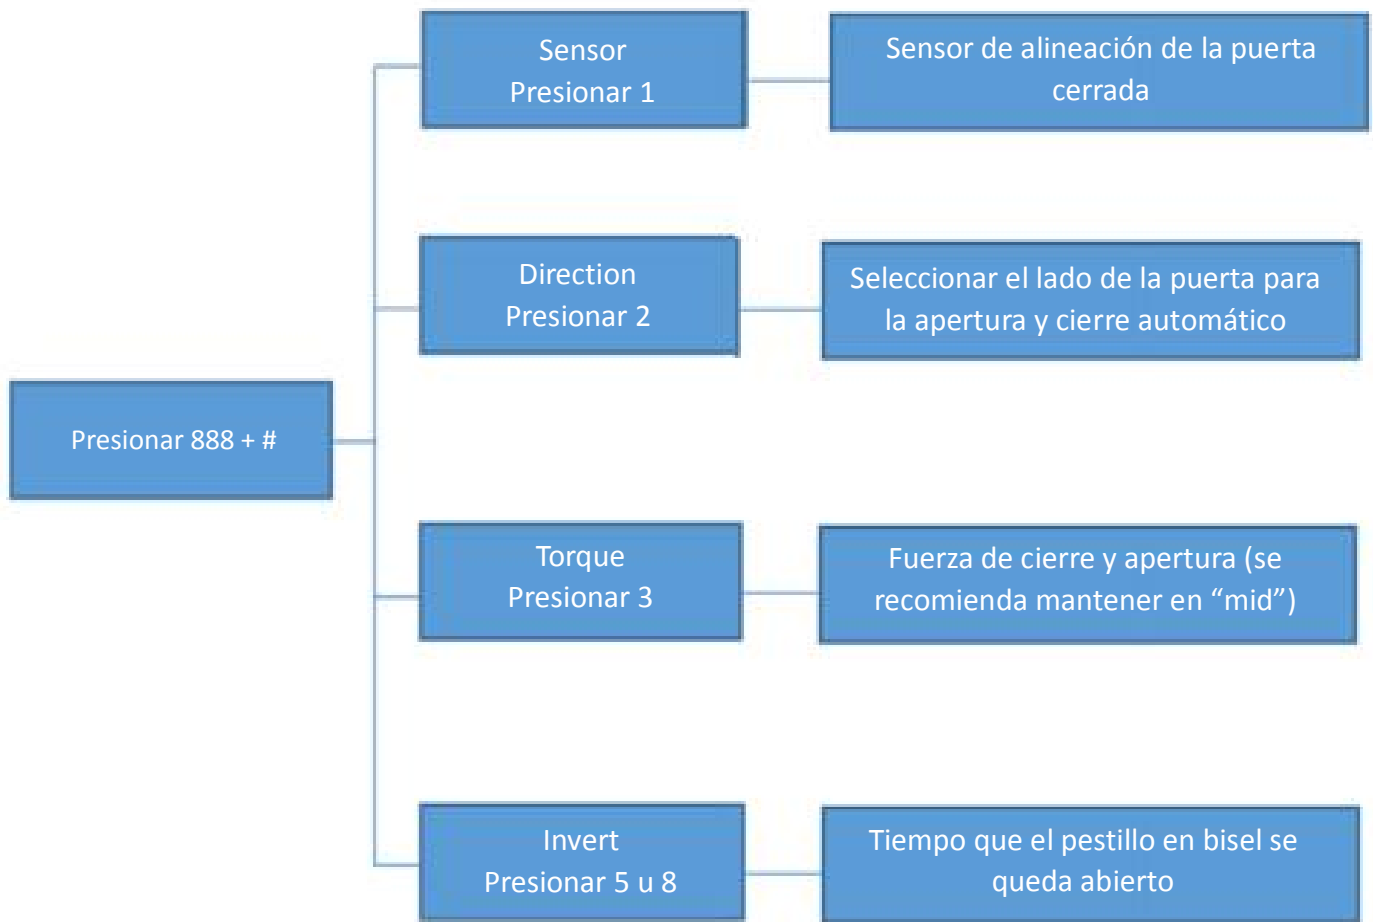 Sensor
Presionar 1
Sensor de alineación de la puerta
cerrada
Direction
Presionar 2
Seleccionar el lado de la puerta para
la apertura y cierre automático
Presionar 888 + #
Torque
Presionar 3
Fuerza de cierre y apertura (se
recomienda mantener en “mid”)
Invert
Presionar 5 u 8
Tiempo que el pestillo en bisel se
queda abierto